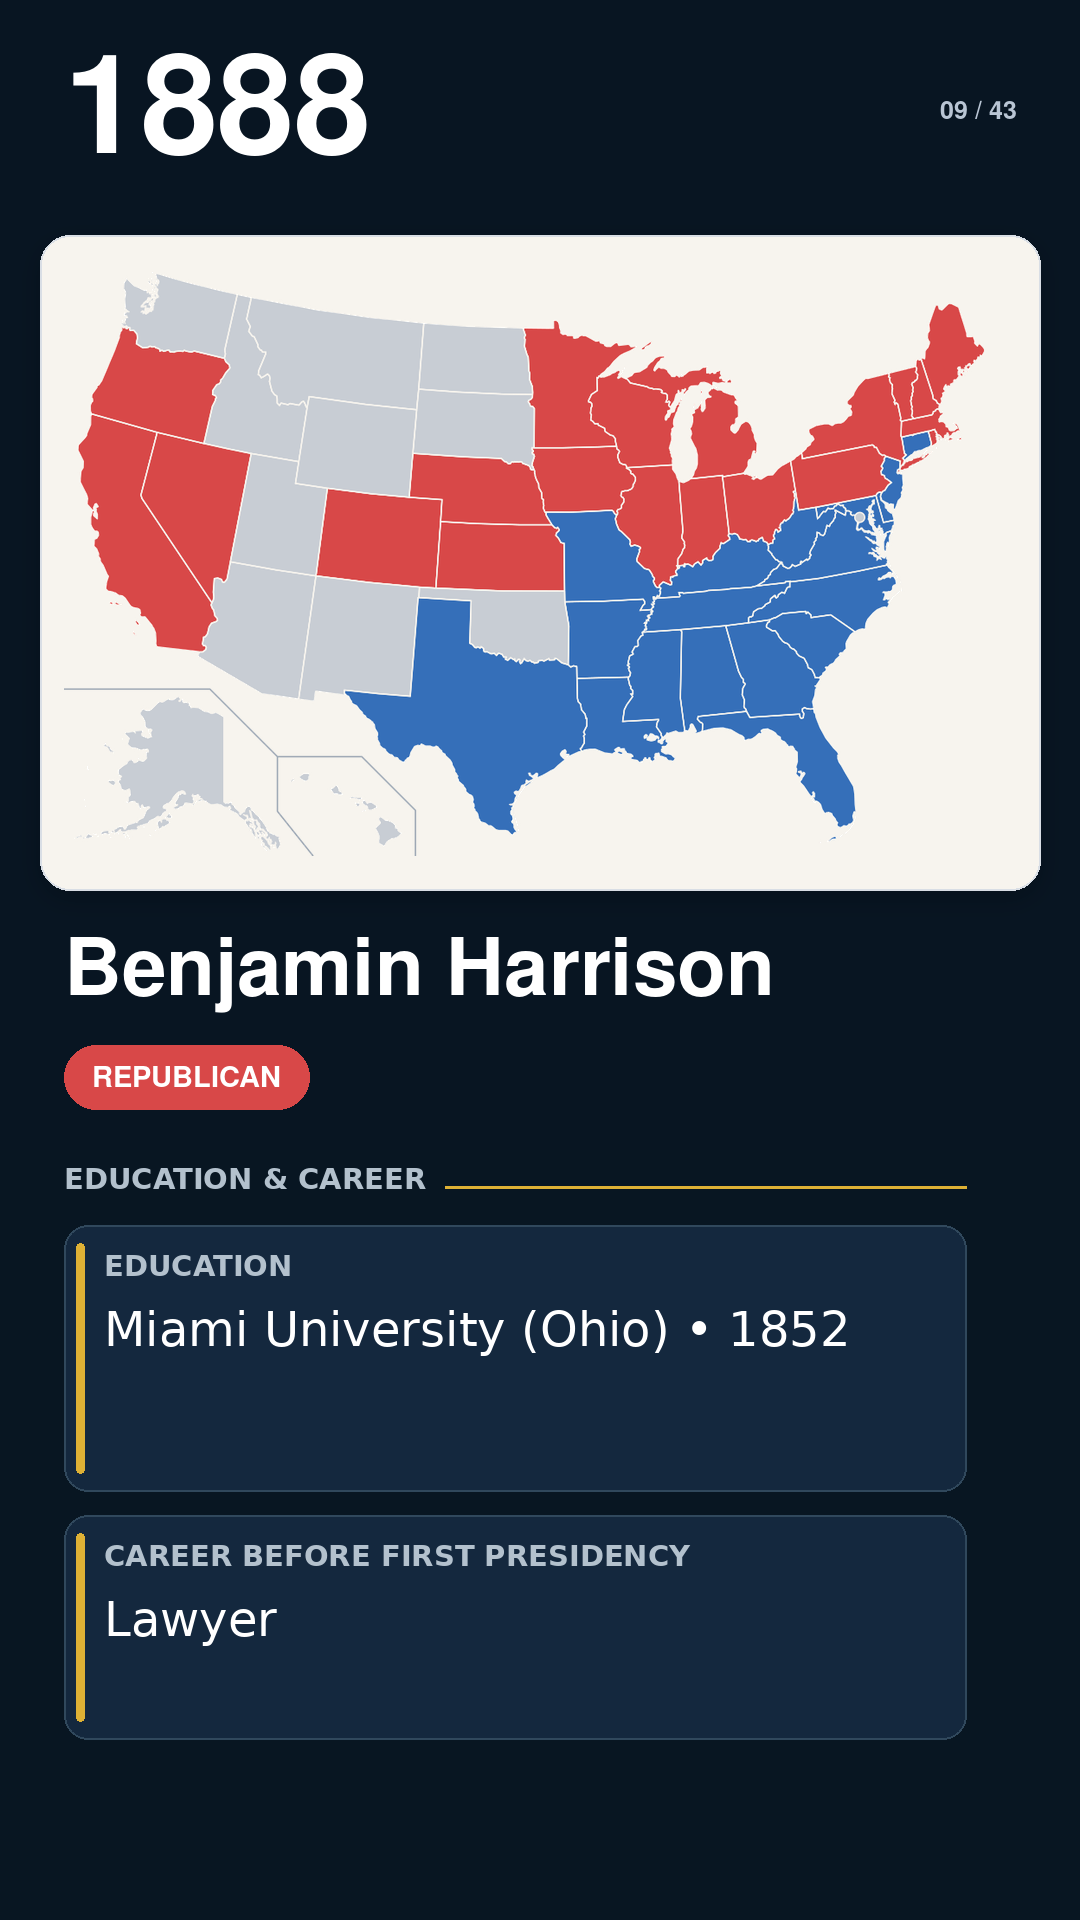 1888
09 / 43
Benjamin Harrison
REPUBLICAN
EDUCATION & CAREER
EDUCATION
Miami University (Ohio) • 1852
CAREER BEFORE FIRST PRESIDENCY
Lawyer